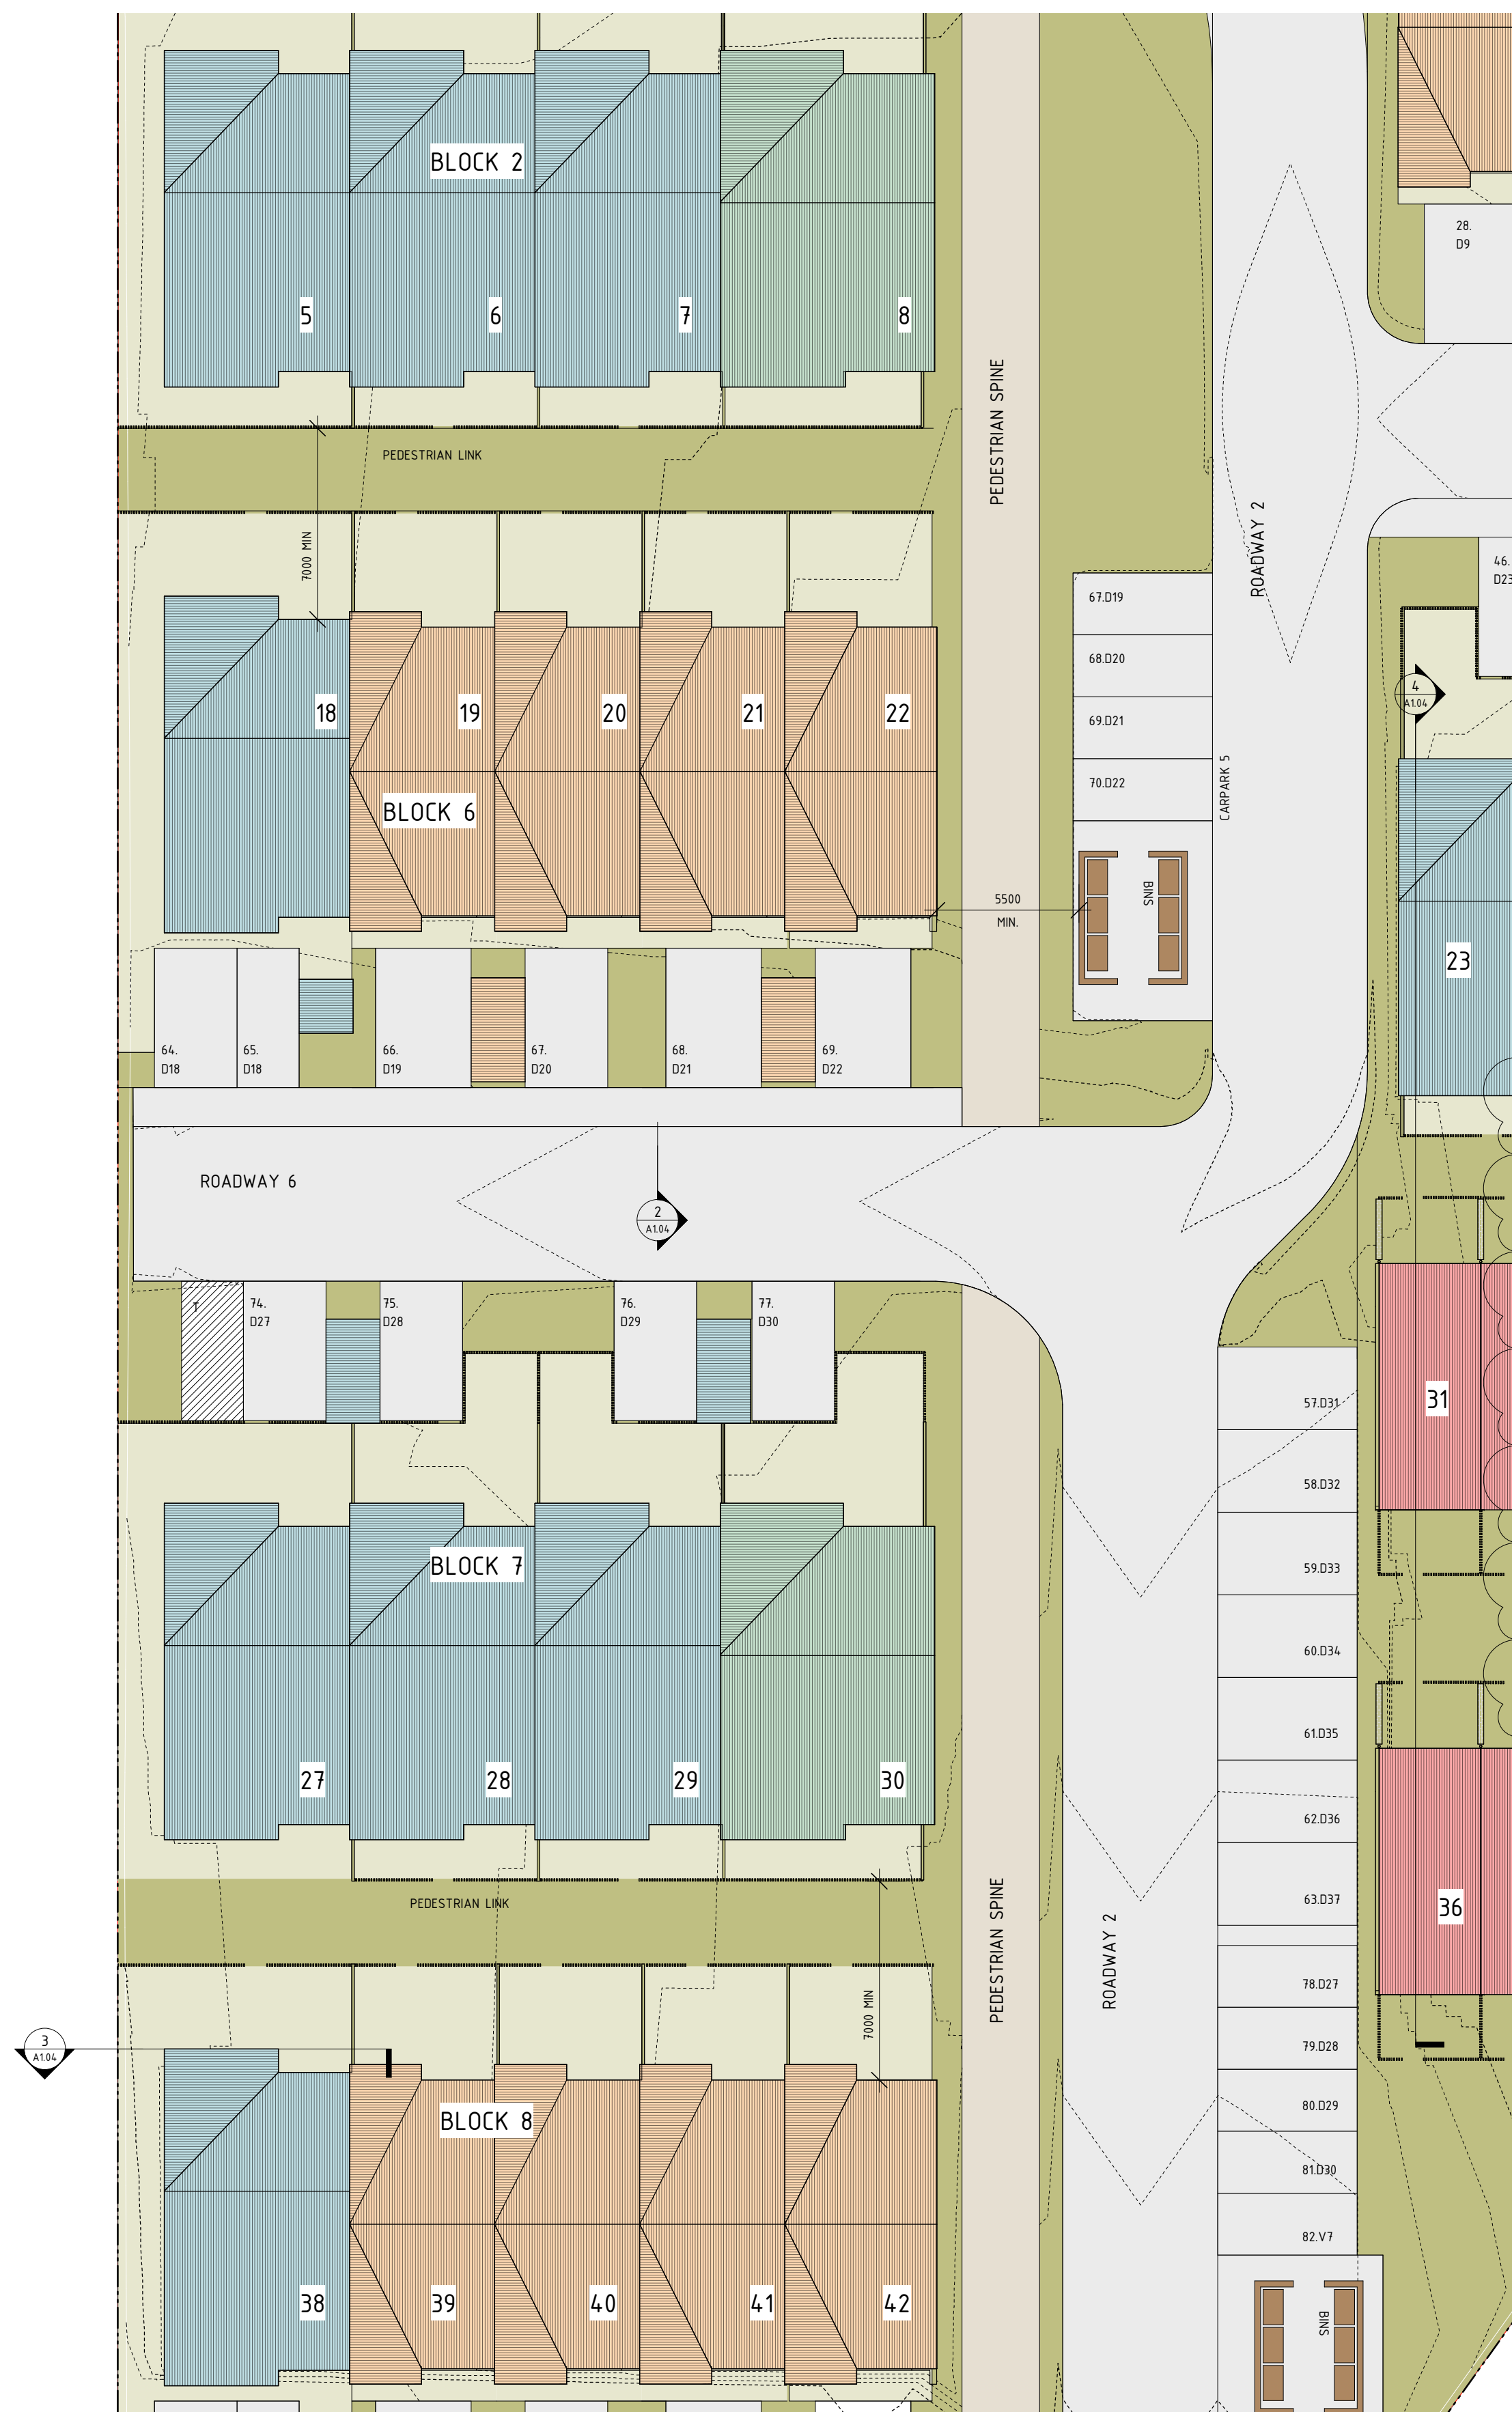 BLOCK 2
5
6
7
8
28.
D9
PEDESTRIAN LINK
PEDESTRIAN SPINE
7000 MIN
ROADWAY 2
46.
67.D19
68.D20
69.D21
70.D22
CARPARK 5
4
A1.04
18
19
20
21
22
BLOCK 6
5500
MIN.
BINS
23
64.
D18
65.
D18
66.
D19
67.
D20
68.
D21
69.
D22
ROADWAY 6
2
A1.04
T
74.
D27
75.
D28
76.
D29
77.
D30
57.D31
58.D32
59.D33
60.D34
61.D35
62.D36
63.D37
31
BLOCK 7
27
28
29
30
36
PEDESTRIAN LINK
PEDESTRIAN SPINE
ROADWAY 2
7000 MIN
78.D27
79.D28
80.D29
81.D30
82.V7
3
A1.04
BLOCK 8
38
39
40
41
42
BINS